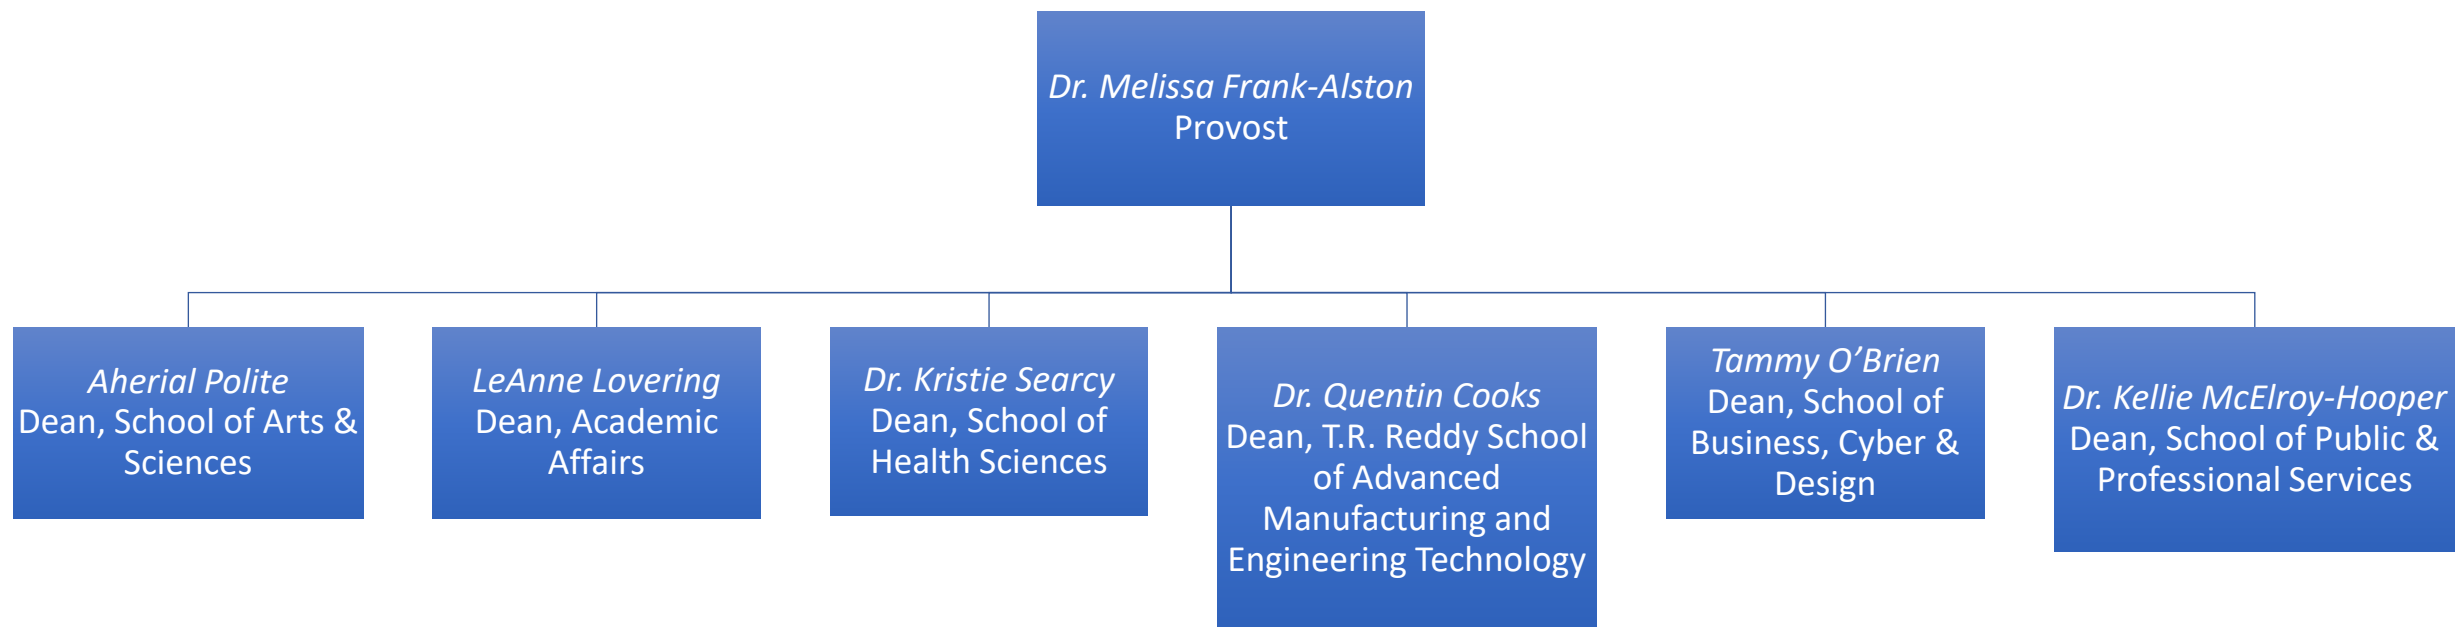 Dr. Melissa Frank-Alston
Provost
Aherial Polite
Dean, School of Arts &
Sciences
LeAnne Lovering
Dean, Academic
Affairs
Dr. Kristie Searcy
Dean, School of
Health Sciences
Dr. Quentin Cooks
Dean, T.R. Reddy School
of Advanced
Manufacturing and
Engineering Technology
Tammy O’Brien
Dean, School of
Business, Cyber &
Design
Dr. Kellie McElroy-Hooper
Dean, School of Public &
Professional Services